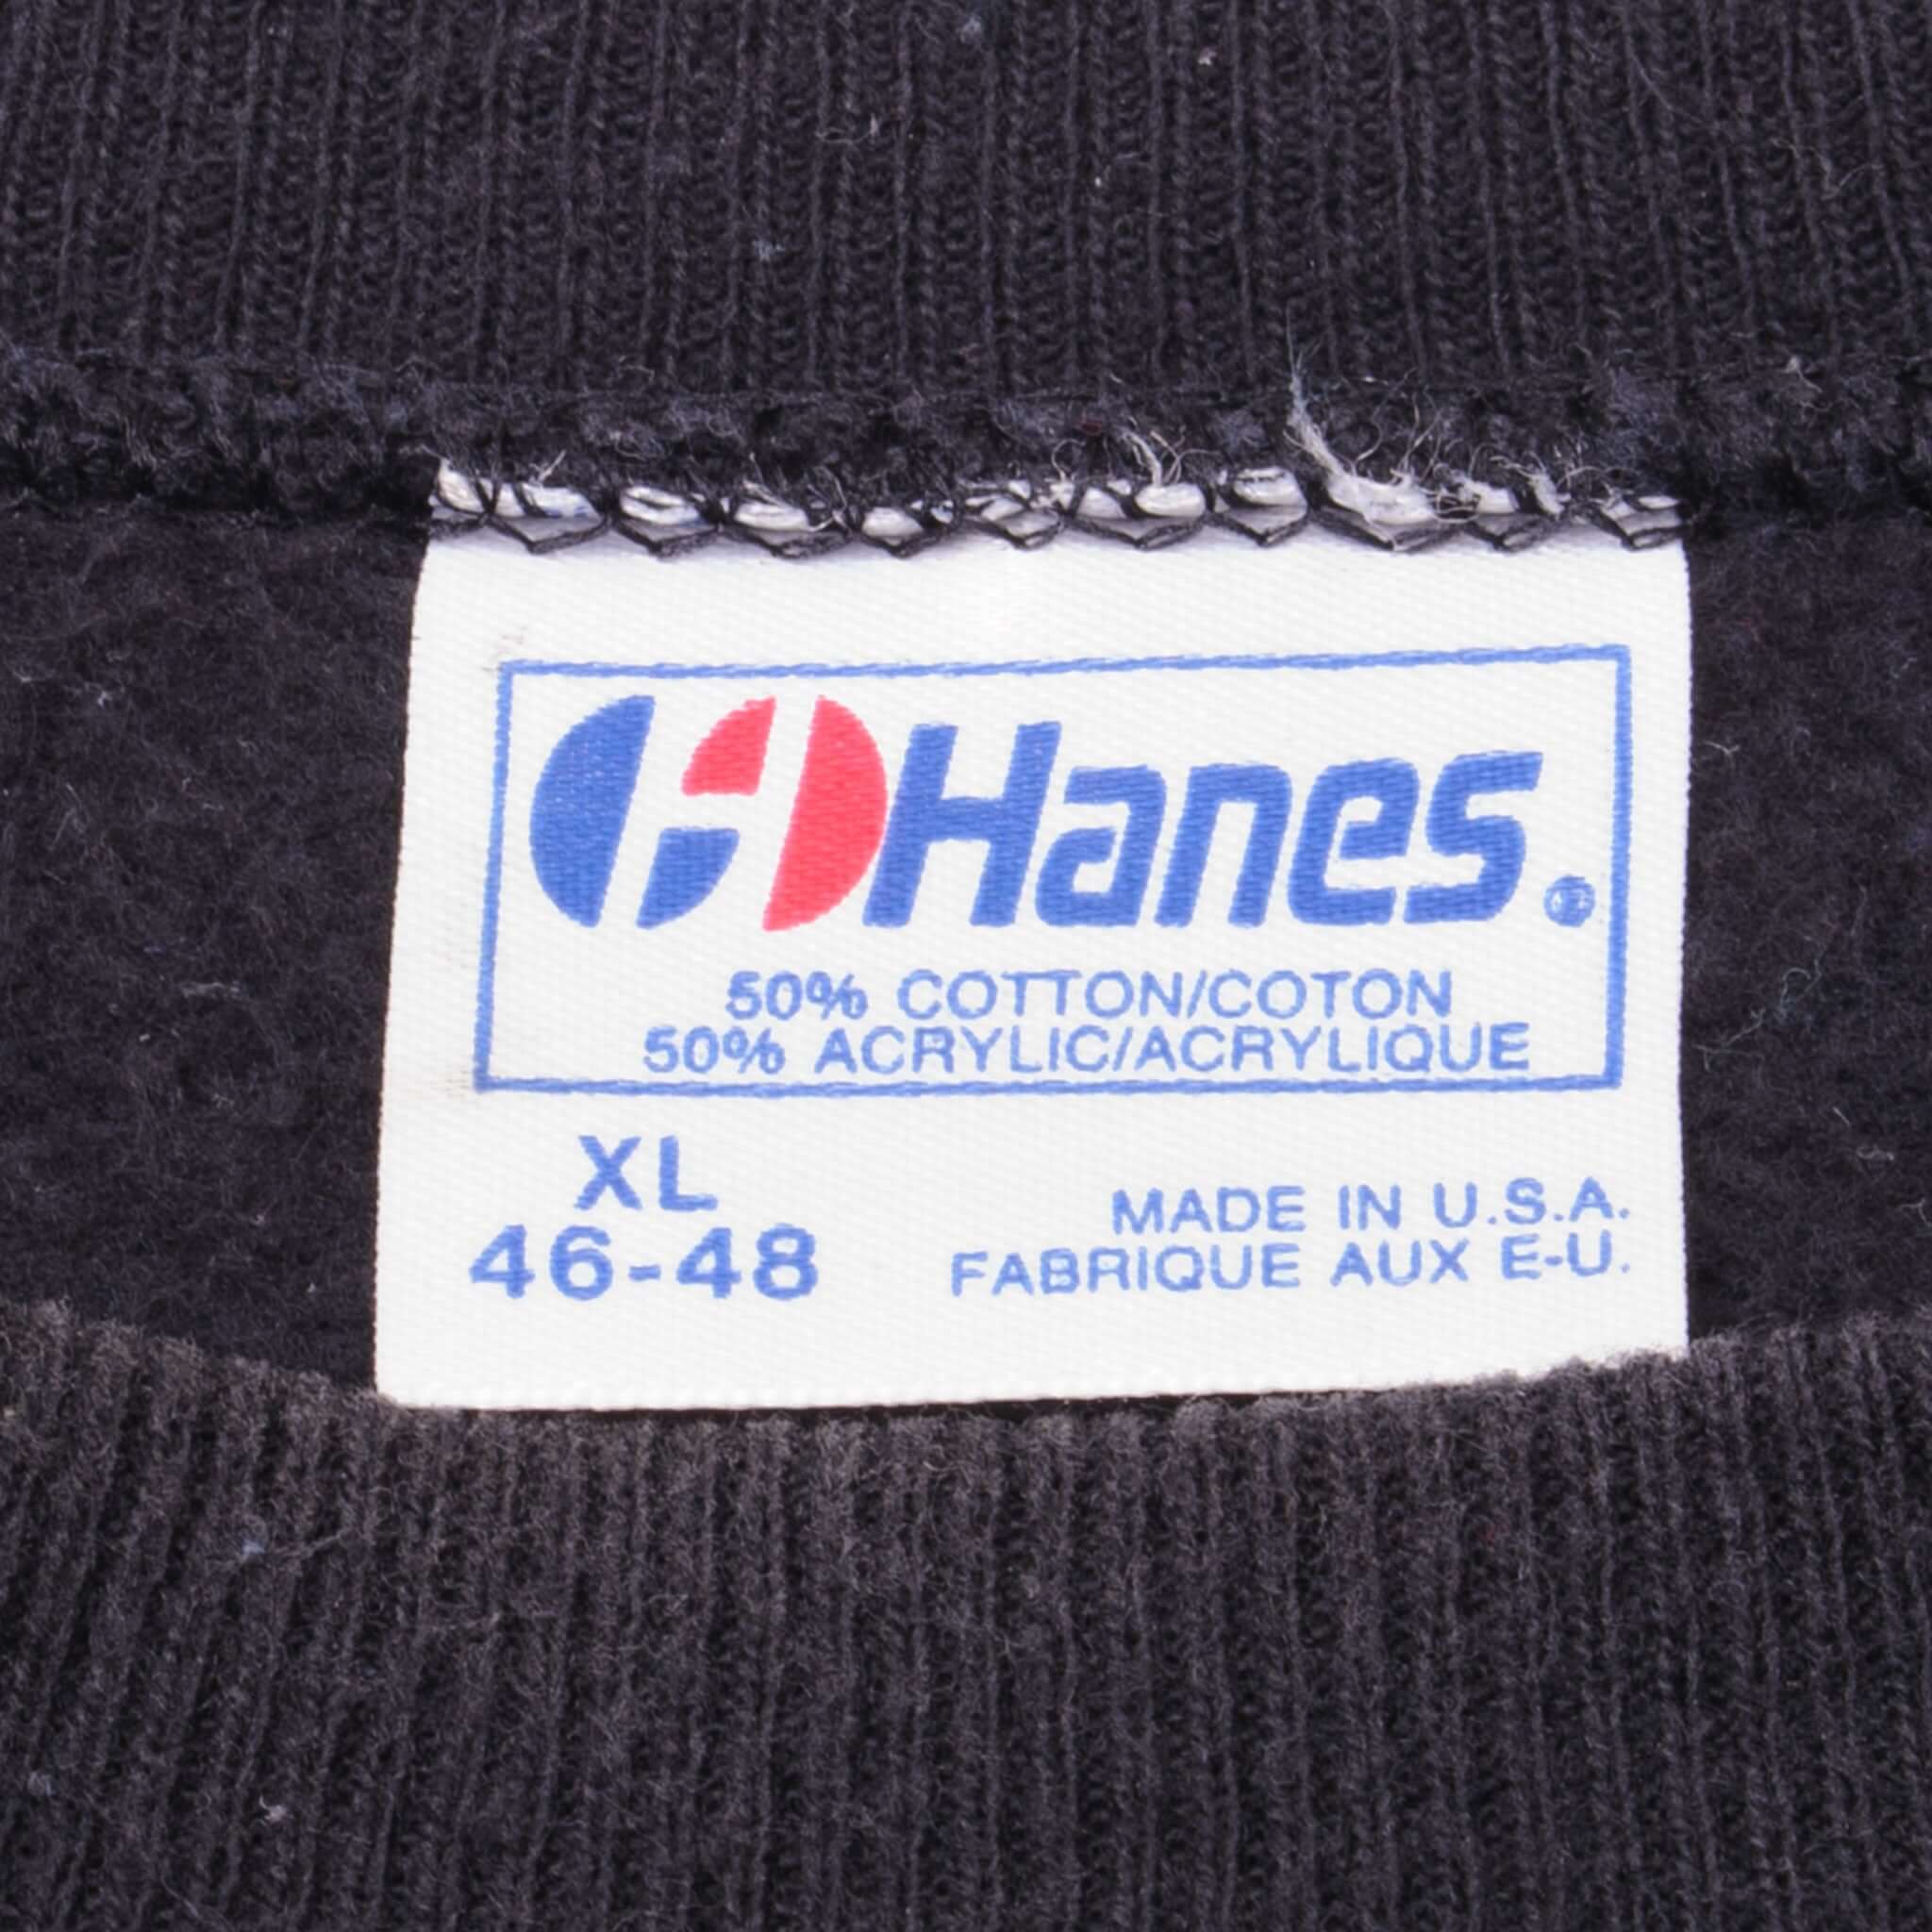 Hanes®
50% COTTON/COTON
50% ACRYLIC/ACRYLIQUE
XL
46-48
MADE IN U.S.A.
FABRIQUE AUX E-U.